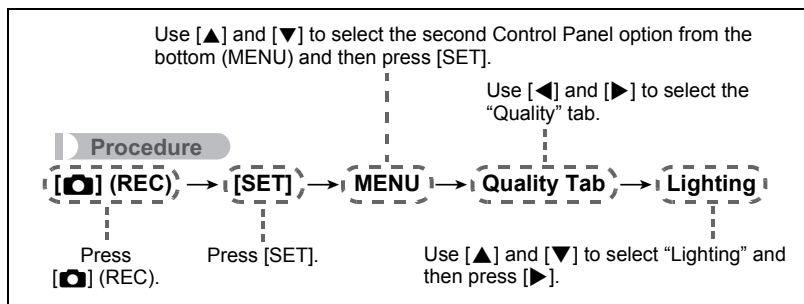 Use [▲] and [▼] to select the second Control Panel option from the
bottom (MENU) and then press [SET].
Use [◀] and [▶] to select the
“Quality” tab.
Procedure
[📷] (REC) → [SET] → MENU → Quality Tab → Lighting
Press
[📷] (REC).
Press [SET].
Use [▲] and [▼] to select “Lighting” and
then press [▶].